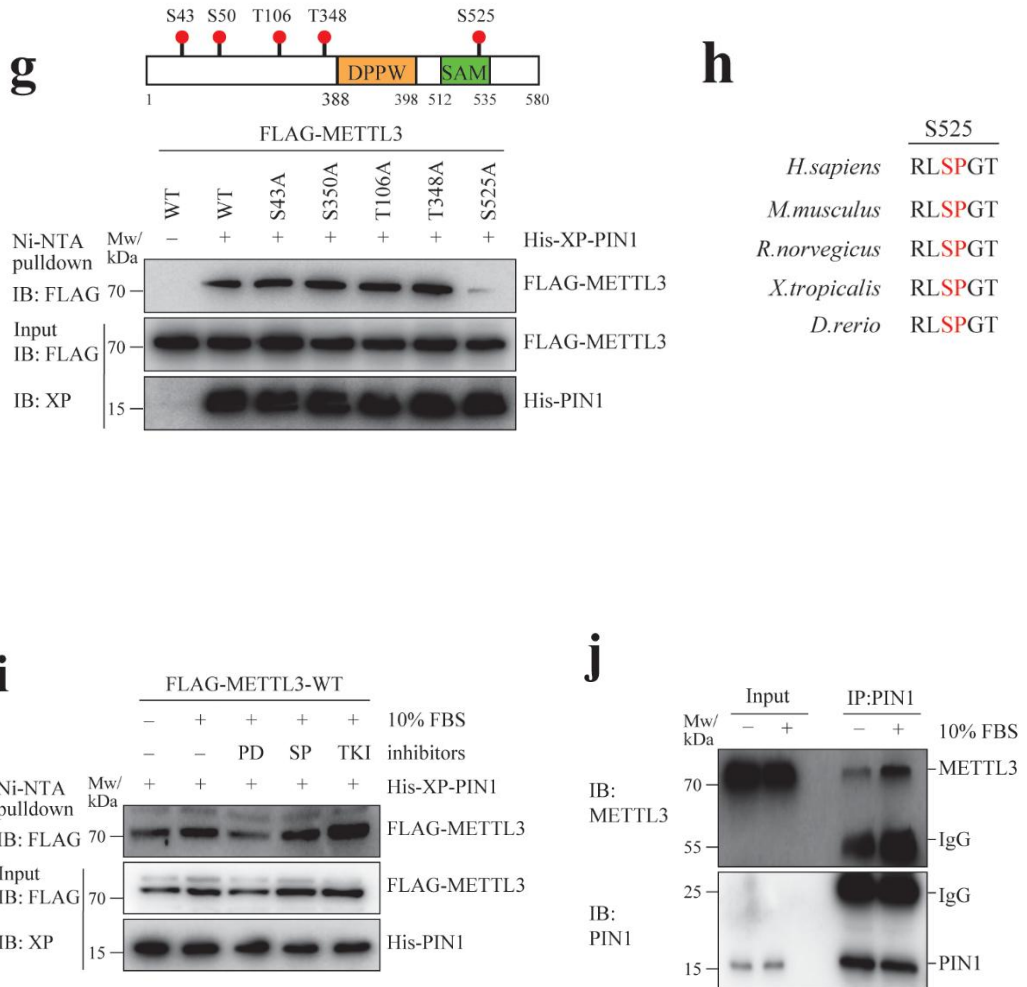 g
S43 S50 T106 T348 S525
DPPW SAM
1 388 398 512 535 580
FLAG-METTL3
WT WT S43A S350A T106A T348A S525A
Ni-NTA pulldown Mw/kDa – + + + + + + His-XP-PIN1
IB: FLAG 70 FLAG-METTL3
Input
IB: FLAG 70 FLAG-METTL3
IB: XP 15 His-PIN1
h
S525
H.sapiens RLSPGT
M.musculus RLSPGT
R.norvegicus RLSPGT
X.tropicalis RLSPGT
D.rerio RLSPGT
i
FLAG-METTL3-WT
– + + + + 10% FBS
– – PD SP TKI inhibitors
Ni-NTA pulldown Mw/kDa + + + + + His-XP-PIN1
IB: FLAG 70 FLAG-METTL3
Input
IB: FLAG 70 FLAG-METTL3
IB: XP 15 His-PIN1
j
Input IP:PIN1
Mw/kDa – + – + 10% FBS
IB: METTL3 70 METTL3
55 IgG
25 IgG
IB: PIN1
15 PIN1